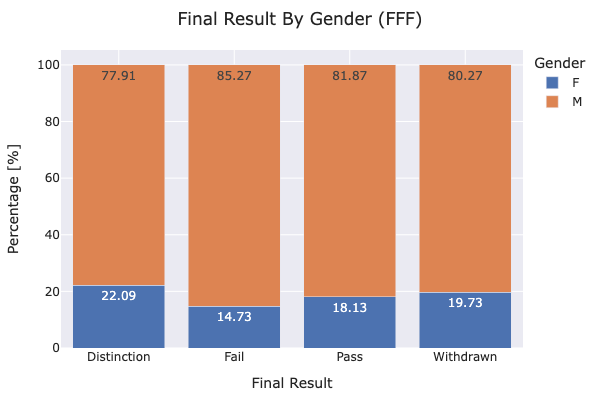 Final Result By Gender (FFF)
Gender
F
M
Percentage [%]
100
80
60
40
20
0
77.91
85.27
81.87
80.27
22.09
14.73
18.13
19.73
Distinction
Fail
Pass
Withdrawn
Final Result